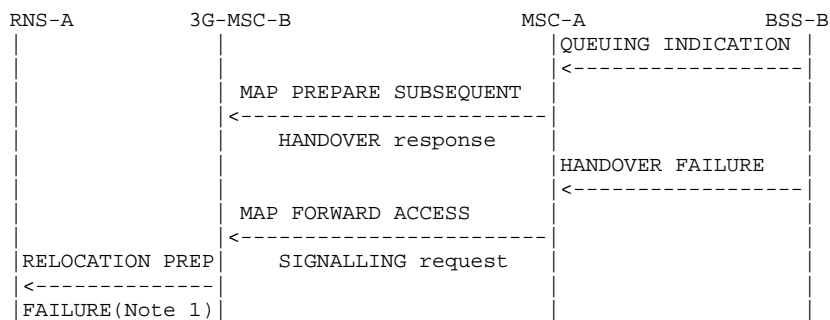 RNS-A 3G-MSC-B MSC-A BSS-B
QUEUING INDICATION
MAP PREPARE SUBSEQUENT
HANDOVER response
HANDOVER FAILURE
MAP FORWARD ACCESS
RELOCATION PREP SIGNALLING request
FAILURE(Note 1)